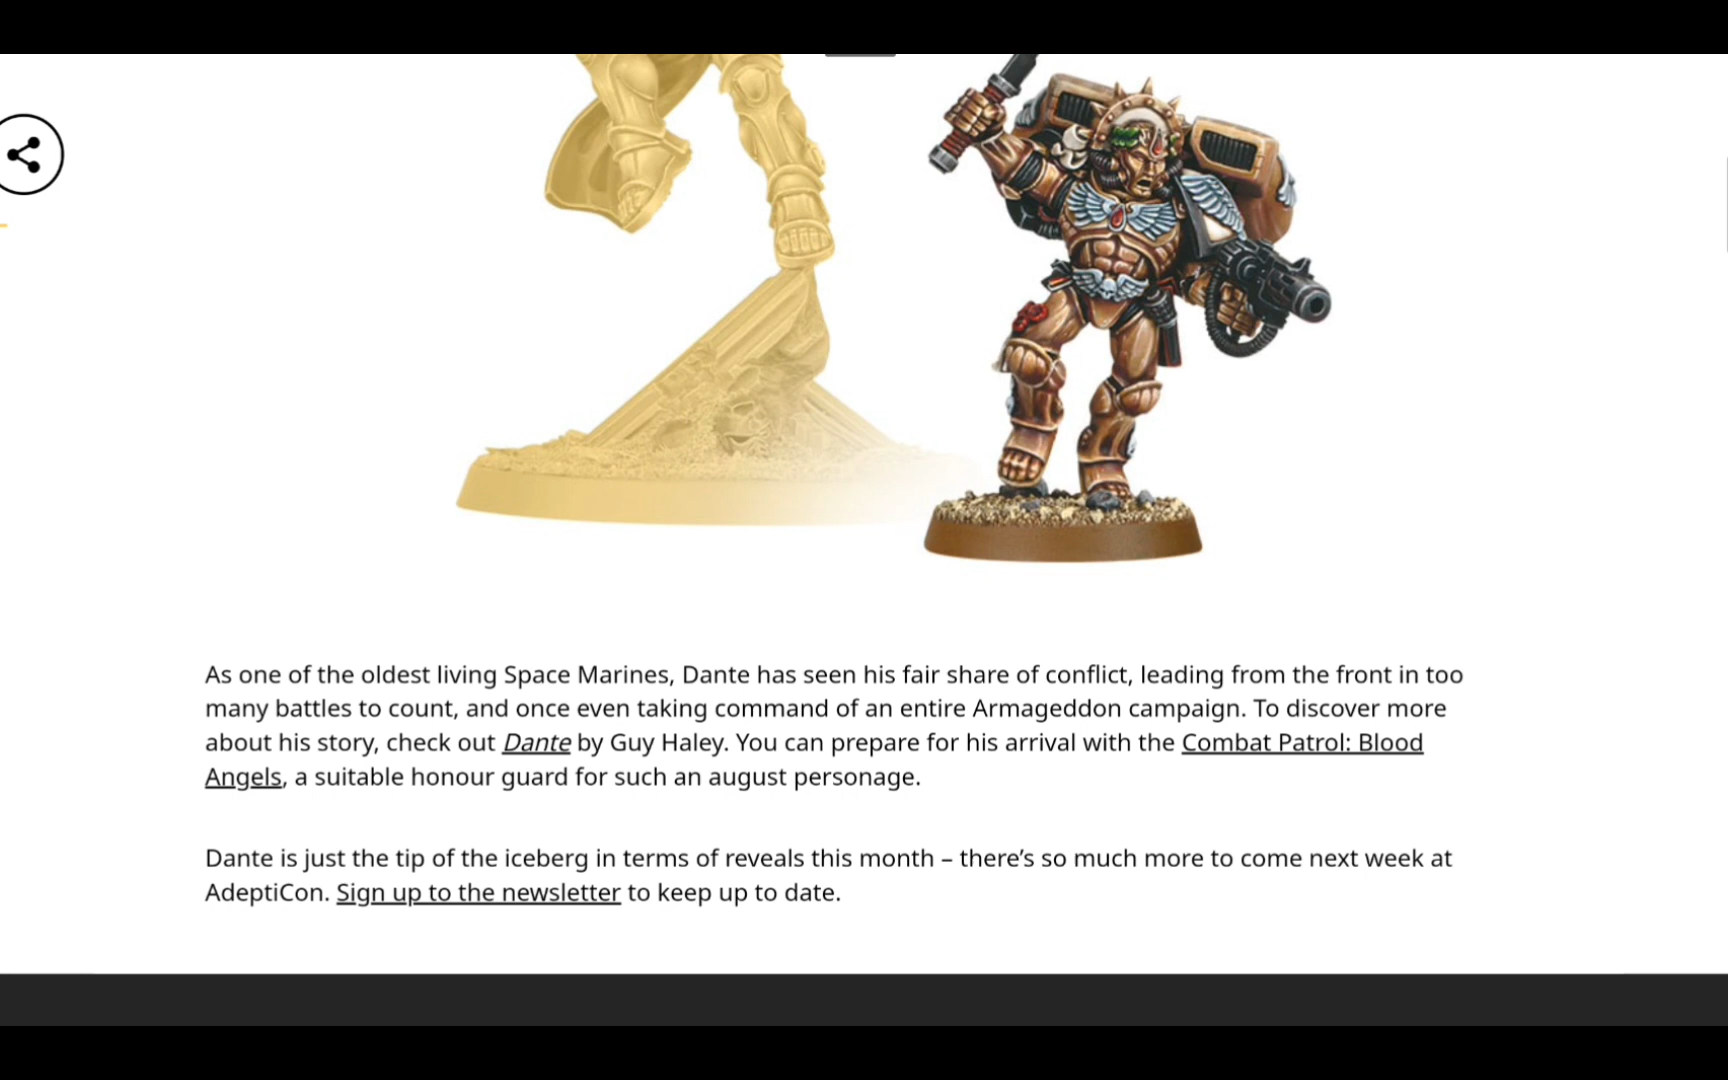 As one of the oldest living Space Marines, Dante has seen his fair share of conflict, leading from the front in too
many battles to count, and once even taking command of an entire Armageddon campaign. To discover more
about his story, check out Dante by Guy Haley. You can prepare for his arrival with the Combat Patrol: Blood
Angels, a suitable honour guard for such an august personage.
Dante is just the tip of the iceberg in terms of reveals this month – there’s so much more to come next week at
AdeptiCon. Sign up to the newsletter to keep up to date.